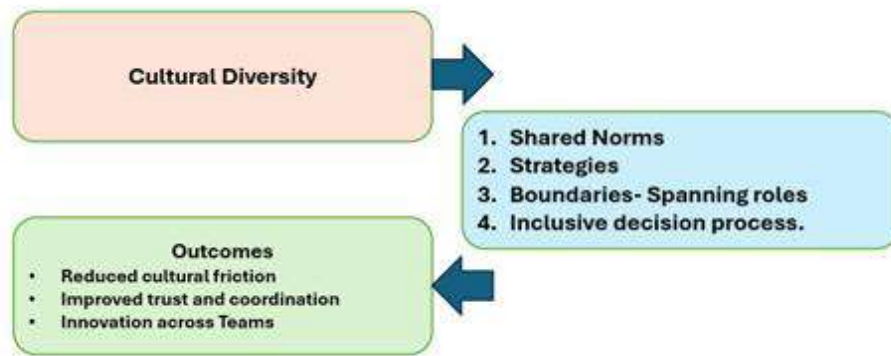 Cultural Diversity
1. Shared Norms
2. Strategies
3. Boundaries- Spanning roles
4. Inclusive decision process.
Outcomes
• Reduced cultural friction
• Improved trust and coordination
• Innovation across Teams